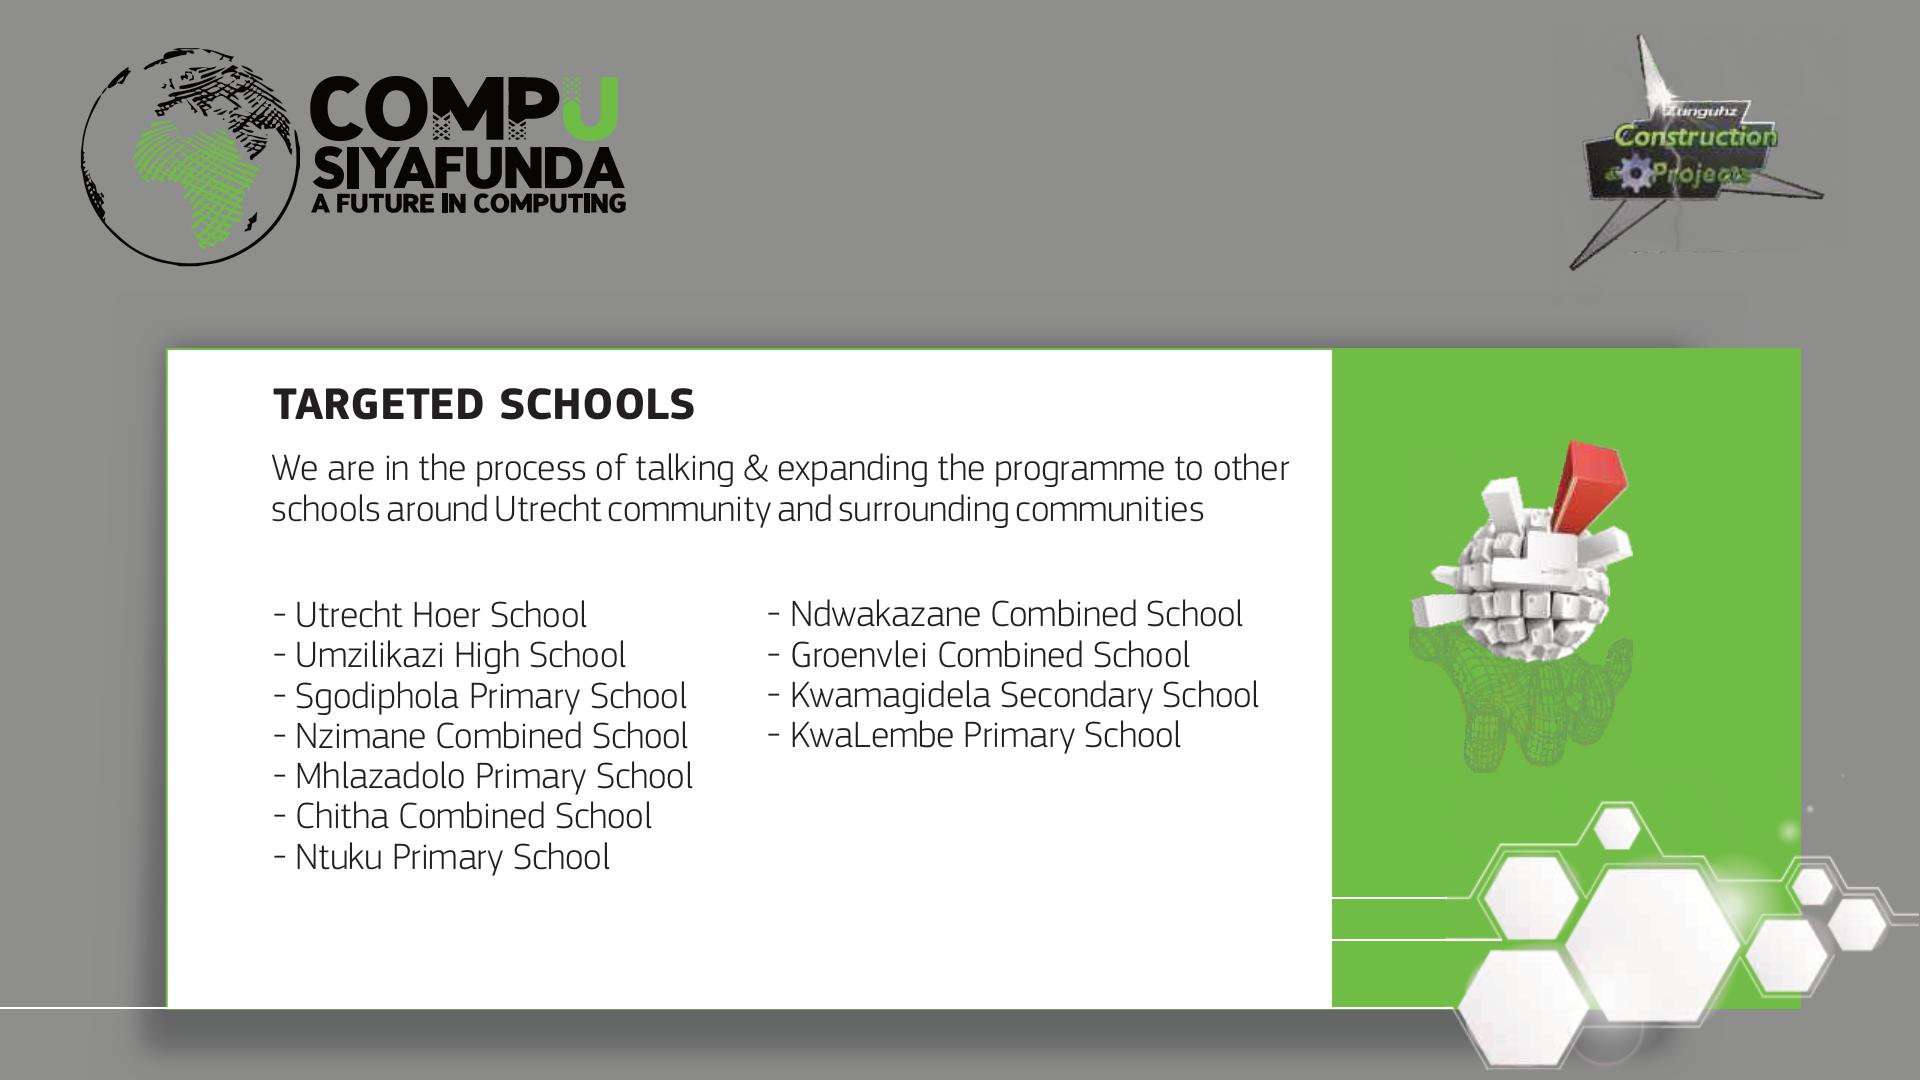 COMPU
SIYAFUNDA
A FUTURE IN COMPUTING
Zunguhz
Construction
& Projects
TARGETED SCHOOLS
We are in the process of talking & expanding the programme to other
schools around Utrecht community and surrounding communities
- Utrecht Hoer School
- Umzilikazi High School
- Sgodiphola Primary School
- Nzimane Combined School
- Mhlazadolo Primary School
- Chitha Combined School
- Ntuku Primary School
- Ndwakazane Combined School
- Groenvlei Combined School
- Kwamagidela Secondary School
- KwaLembe Primary School